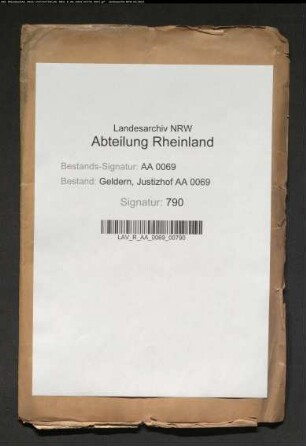 Landesarchiv NRW
Abteilung Rheinland
Bestands-Signatur: AA 0069
Bestand: Geldern, Justizhof AA 0069
Signatur: 790
LAV_R_AA_0069_00790